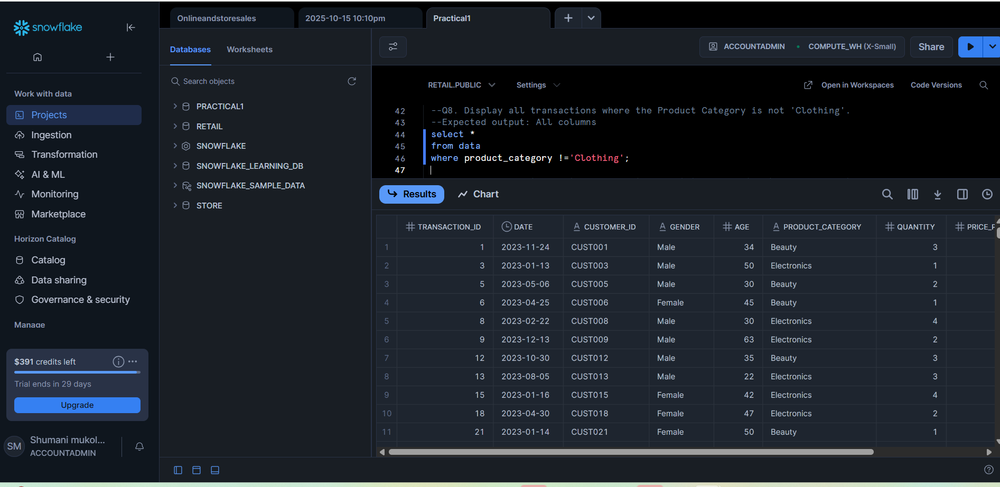 snowflake
Work with data
Projects
Ingestion
Transformation
AI & ML
Monitoring
Marketplace
Horizon Catalog
Catalog
Data sharing
Governance & security
Manage
$391 credits left
Trial ends in 29 days
Upgrade
SM
Shumani mukol...
ACCOUNTADMIN
Onlineandstoresales
2025-10-15 10:10pm
Practical1
Databases
Worksheets
Search objects
PRACTICAL1
RETAIL
SNOWFLAKE
SNOWFLAKE_LEARNING_DB
SNOWFLAKE_SAMPLE_DATA
STORE
ACCOUNTADMIN • COMPUTE_WH (X-Small)
Share
RETAIL.PUBLIC
Settings
Open in Workspaces
Code Versions
42 --Q8. Display all transactions where the Product Category is not 'Clothing'.
43 --Expected output: All columns
44 select *
45 from data
46 where product_category !='Clothing';
47
Results
Chart
TRANSACTION_ID DATE CUSTOMER_ID GENDER AGE PRODUCT_CATEGORY QUANTITY PRICE_P
1 1 2023-11-24 CUST001 Male 34 Beauty 3
2 3 2023-01-13 CUST003 Male 50 Electronics 1
3 5 2023-05-06 CUST005 Male 30 Beauty 2
4 6 2023-04-25 CUST006 Female 45 Beauty 1
5 8 2023-02-22 CUST008 Male 30 Electronics 4
6 9 2023-12-13 CUST009 Male 63 Electronics 2
7 12 2023-10-30 CUST012 Male 35 Beauty 3
8 13 2023-08-05 CUST013 Male 22 Electronics 3
9 15 2023-01-16 CUST015 Female 42 Electronics 4
10 18 2023-04-30 CUST018 Female 47 Electronics 2
11 21 2023-01-14 CUST021 Female 50 Beauty 1